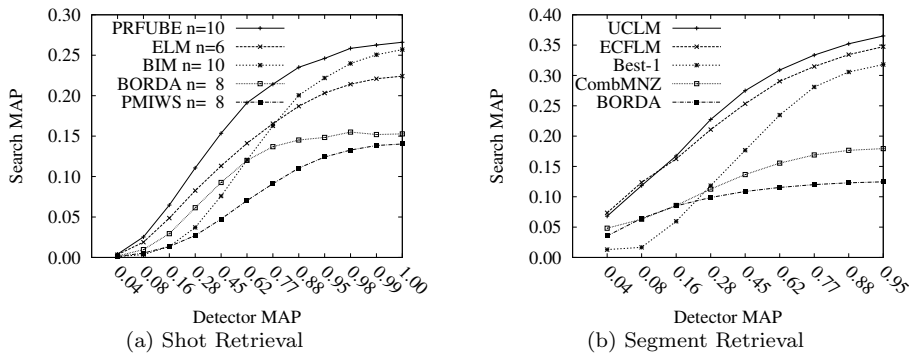 Search MAP
0.30
0.25
0.20
0.15
0.10
0.05
0.00
PRFUBE n=10
ELM n=6
BIM n= 10
BORDA n= 8
PMIWS n= 8
0.04
0.08
0.16
0.28
0.45
0.62
0.77
0.88
0.95
0.98
0.99
1.00
Detector MAP
(a) Shot Retrieval
Search MAP
0.40
0.35
0.30
0.25
0.20
0.15
0.10
0.05
0.00
UCLM
ECFLM
Best-1
CombMNZ
BORDA
0.04
0.08
0.16
0.28
0.45
0.62
0.77
0.88
0.95
Detector MAP
(b) Segment Retrieval